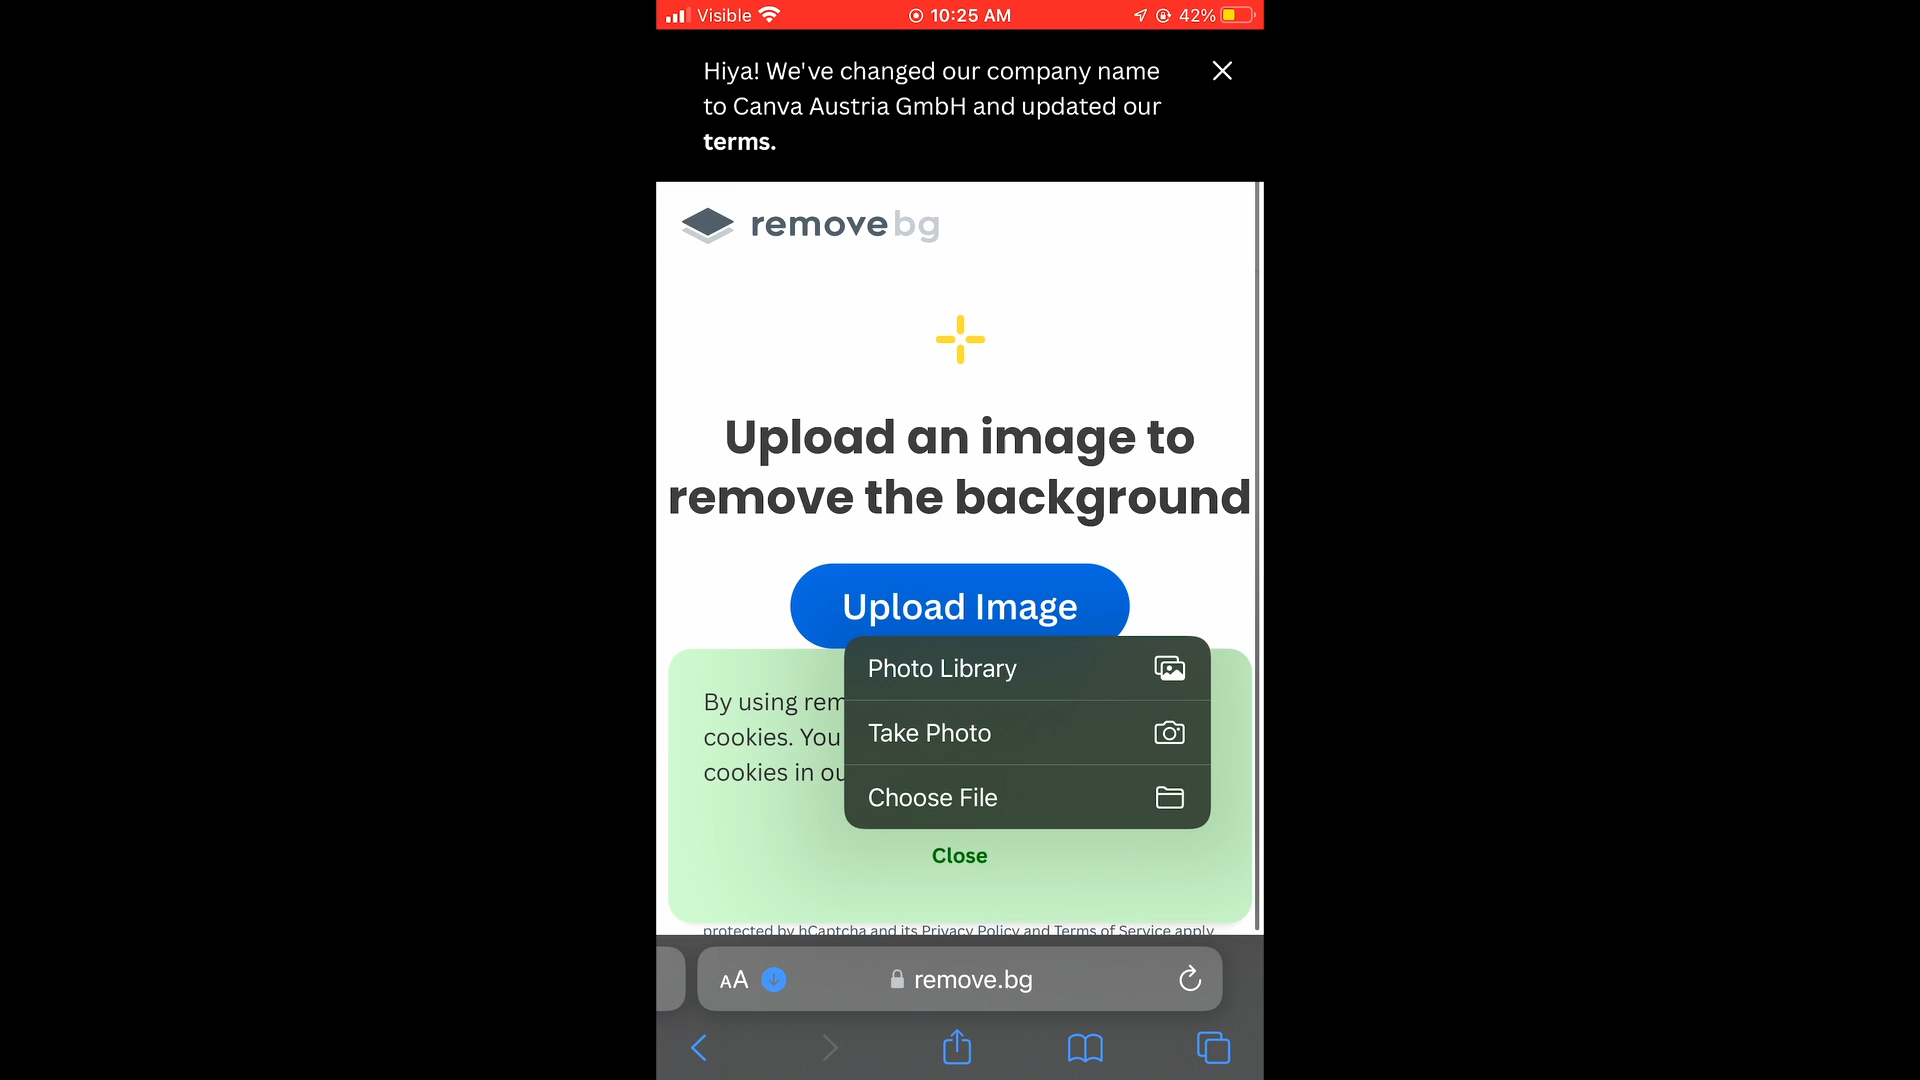 Visible 10:25 AM 42%
Hiya! We've changed our company name
to Canva Austria GmbH and updated our
terms.
remove bg
Upload an image to
remove the background
Upload Image
Photo Library
Take Photo
Choose File
By using rem
cookies. You
cookies in ou
Close
protected by hCaptcha and its Privacy Policy and Terms of Service apply
AA remove.bg